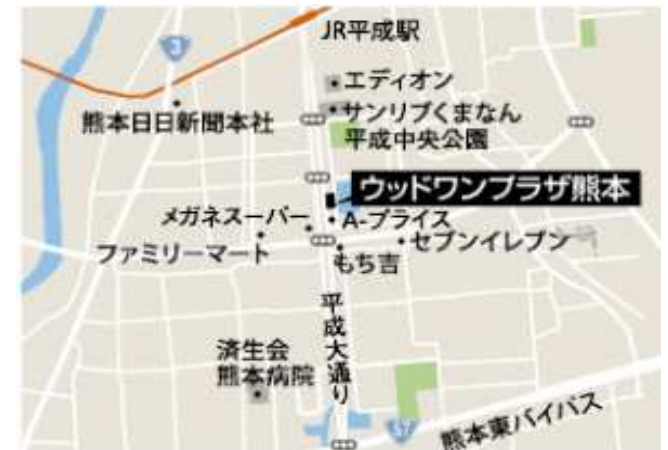 JR平成駅
3
エディオン
熊本日日新聞本社
サンリブくまなん
平成中央公園
ウッドワンプラザ熊本
メガネスーパー
A-プライス
ファミリーマート
セブンイレブン
もち吉
平成大通り
済生会
熊本病院
57
熊本東バイパス